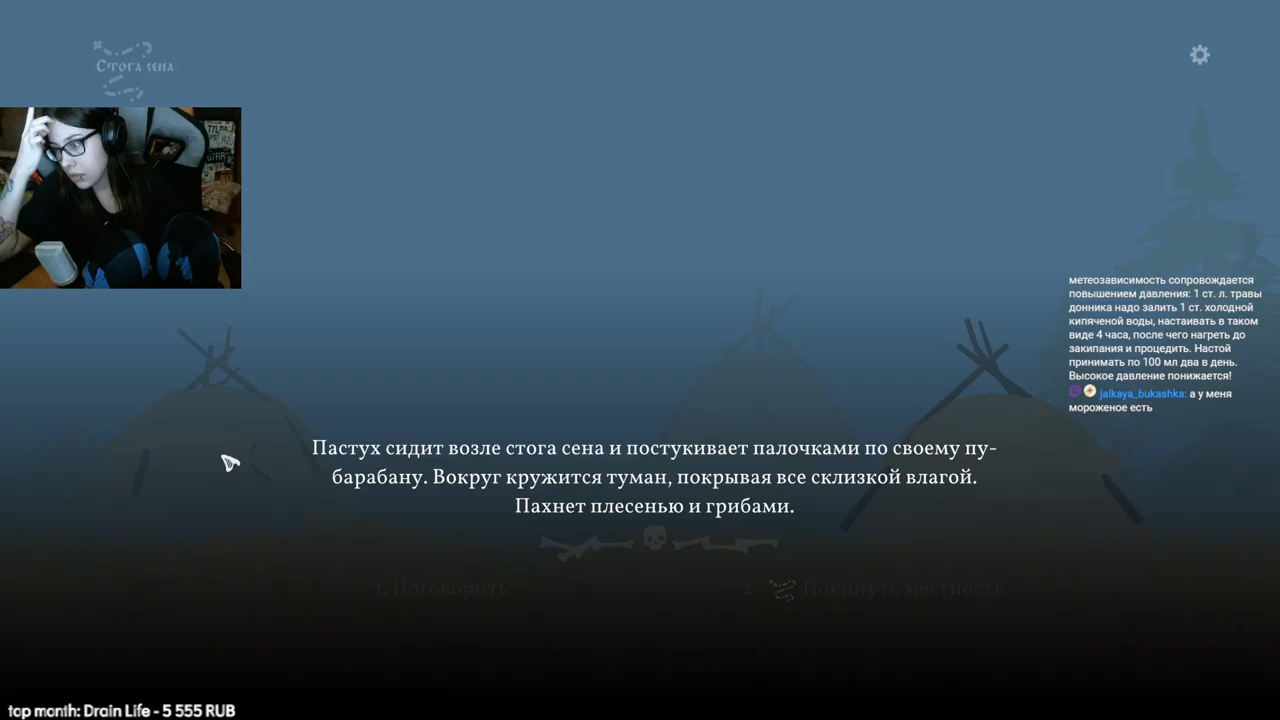 Стога сена
метеозависимость сопровождается
повышением давления: 1 ст. л. травы
донника надо залить 1 ст. холодной
кипяченой воды, настаивать в таком
виде 4 часа, после чего нагреть до
закипания и процедить. Настой
принимать по 100 мл два в день.
Высокое давление понижается!
jalkaya_bukashka: а у меня
мороженое есть
Пастух сидит возле стога сена и постукивает палочками по своему пу-
барабану. Вокруг кружится туман, покрывая все склизкой влагой.
Пахнет плесенью и грибами.
1. Поговорить
2. Покинуть местность
top month: Drain Life - 5 555 RUB